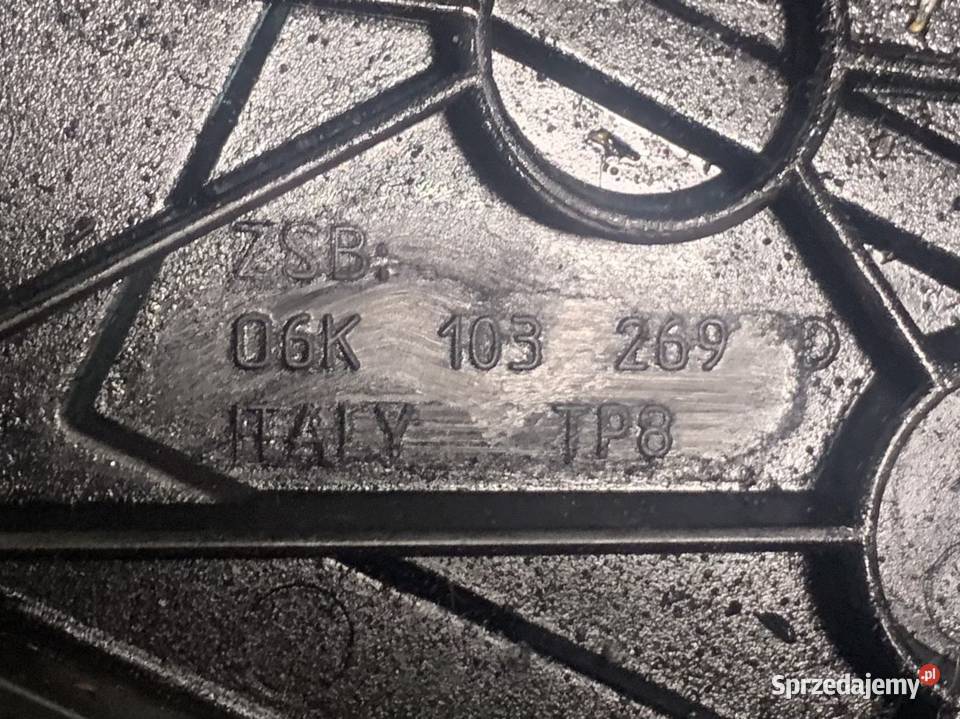 ZSB.
06K 103 269 D
ITALY TP8
Sprzedajemy.pl